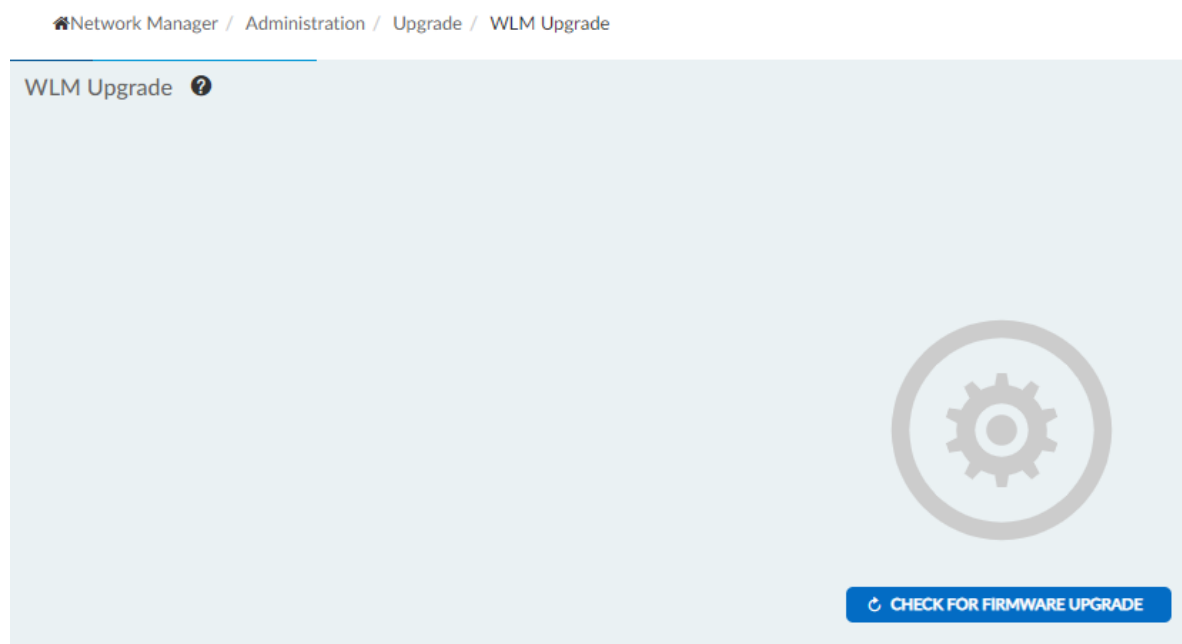 Network Manager / Administration / Upgrade / WLM Upgrade
WLM Upgrade ?
CHECK FOR FIRMWARE UPGRADE